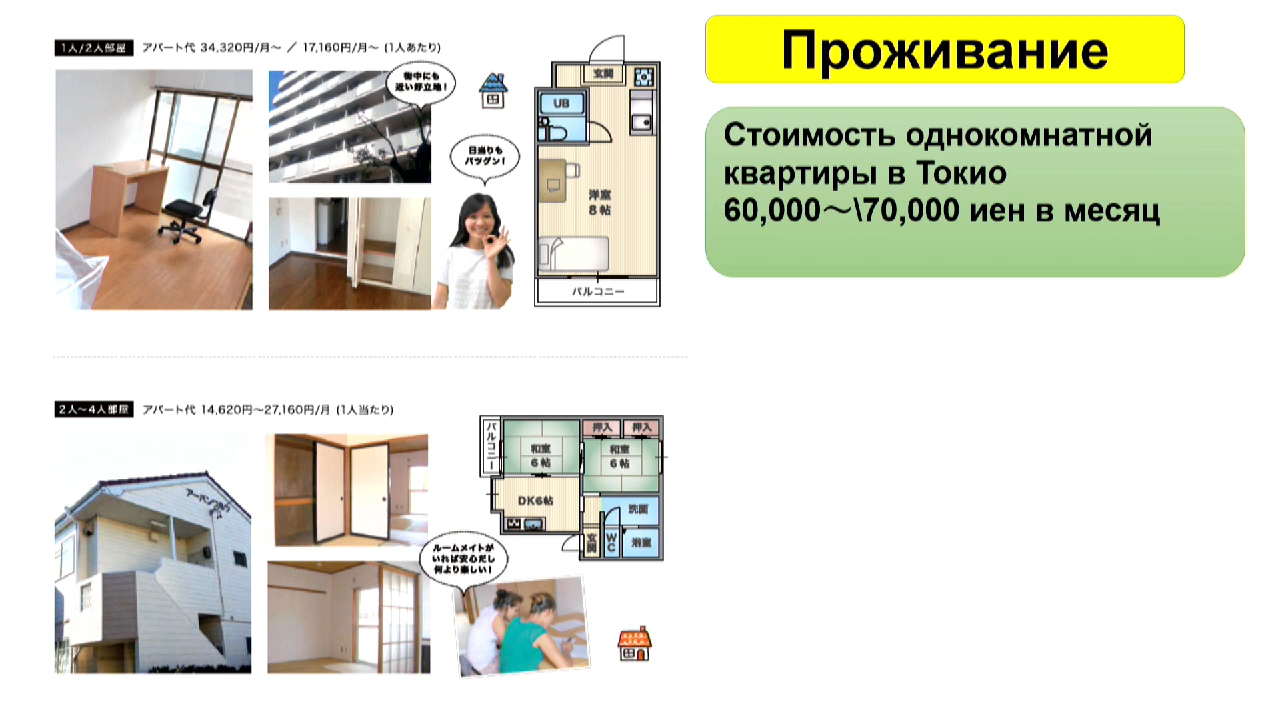 1人/2人部屋 アパート代 34,320円/月～ ／ 17,160円/月～ (1人あたり)
街中にも
近い好立地！
日当りも
バツグン！
玄関
UB
洋室
8帖
バルコニー
Проживание
Стоимость однокомнатной
квартиры в Токио
60,000～\70,000 иен в месяц
2人～4人部屋 アパート代 14,620円～27,160円/月 (1人当たり)
バルコニー
和室
6帖
押入 押入
和室
6帖
DK6帖
洗面
玄関
WC
浴室
ルームメイトが
いれば安心だし
何より楽しい！